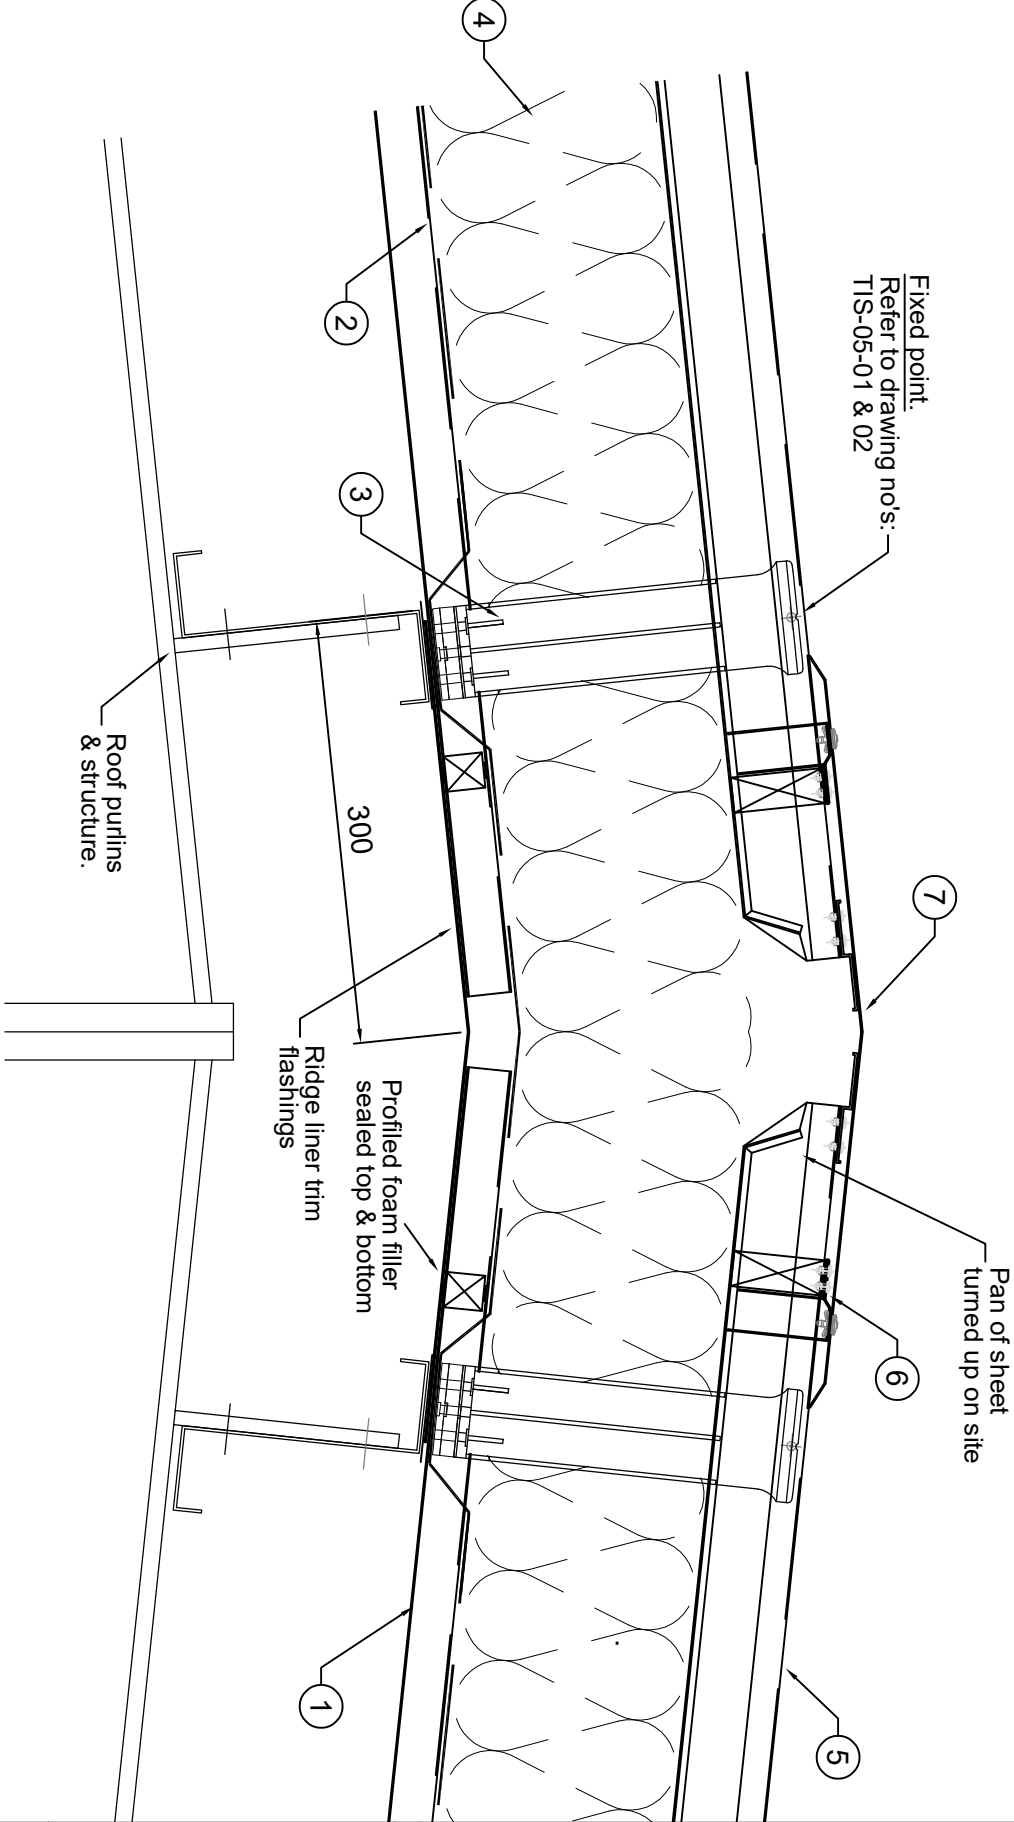 Fixed point.
Refer to drawing no's:
TIS-05-01 & 02
7
Pan of sheet
turned up on site
6
5
4
2
3
300
Roof purlins
& structure.
Ridge liner trim
flashings
Profiled foam filler
sealed top & bottom
1